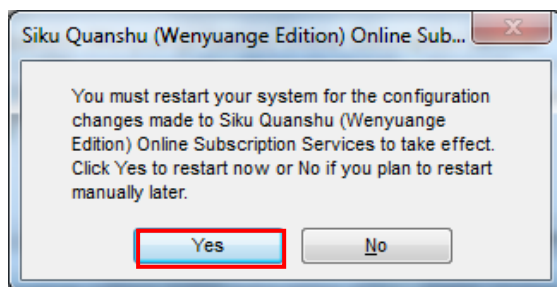 Siku Quanshu (Wenyuange Edition) Online Sub...
You must restart your system for the configuration
changes made to Siku Quanshu (Wenyuange
Edition) Online Subscription Services to take effect.
Click Yes to restart now or No if you plan to restart
manually later.
Yes
No